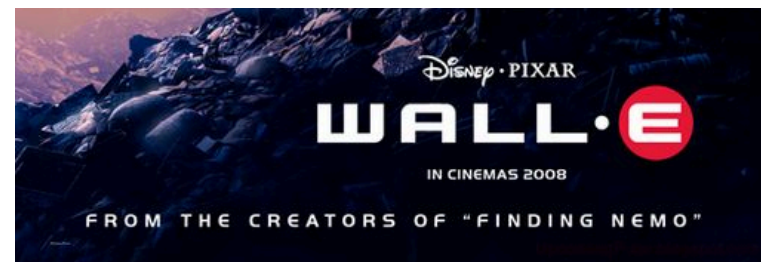 Disney · PIXAR
WALL·E
IN CINEMAS 2008
FROM THE CREATORS OF “FINDING NEMO”